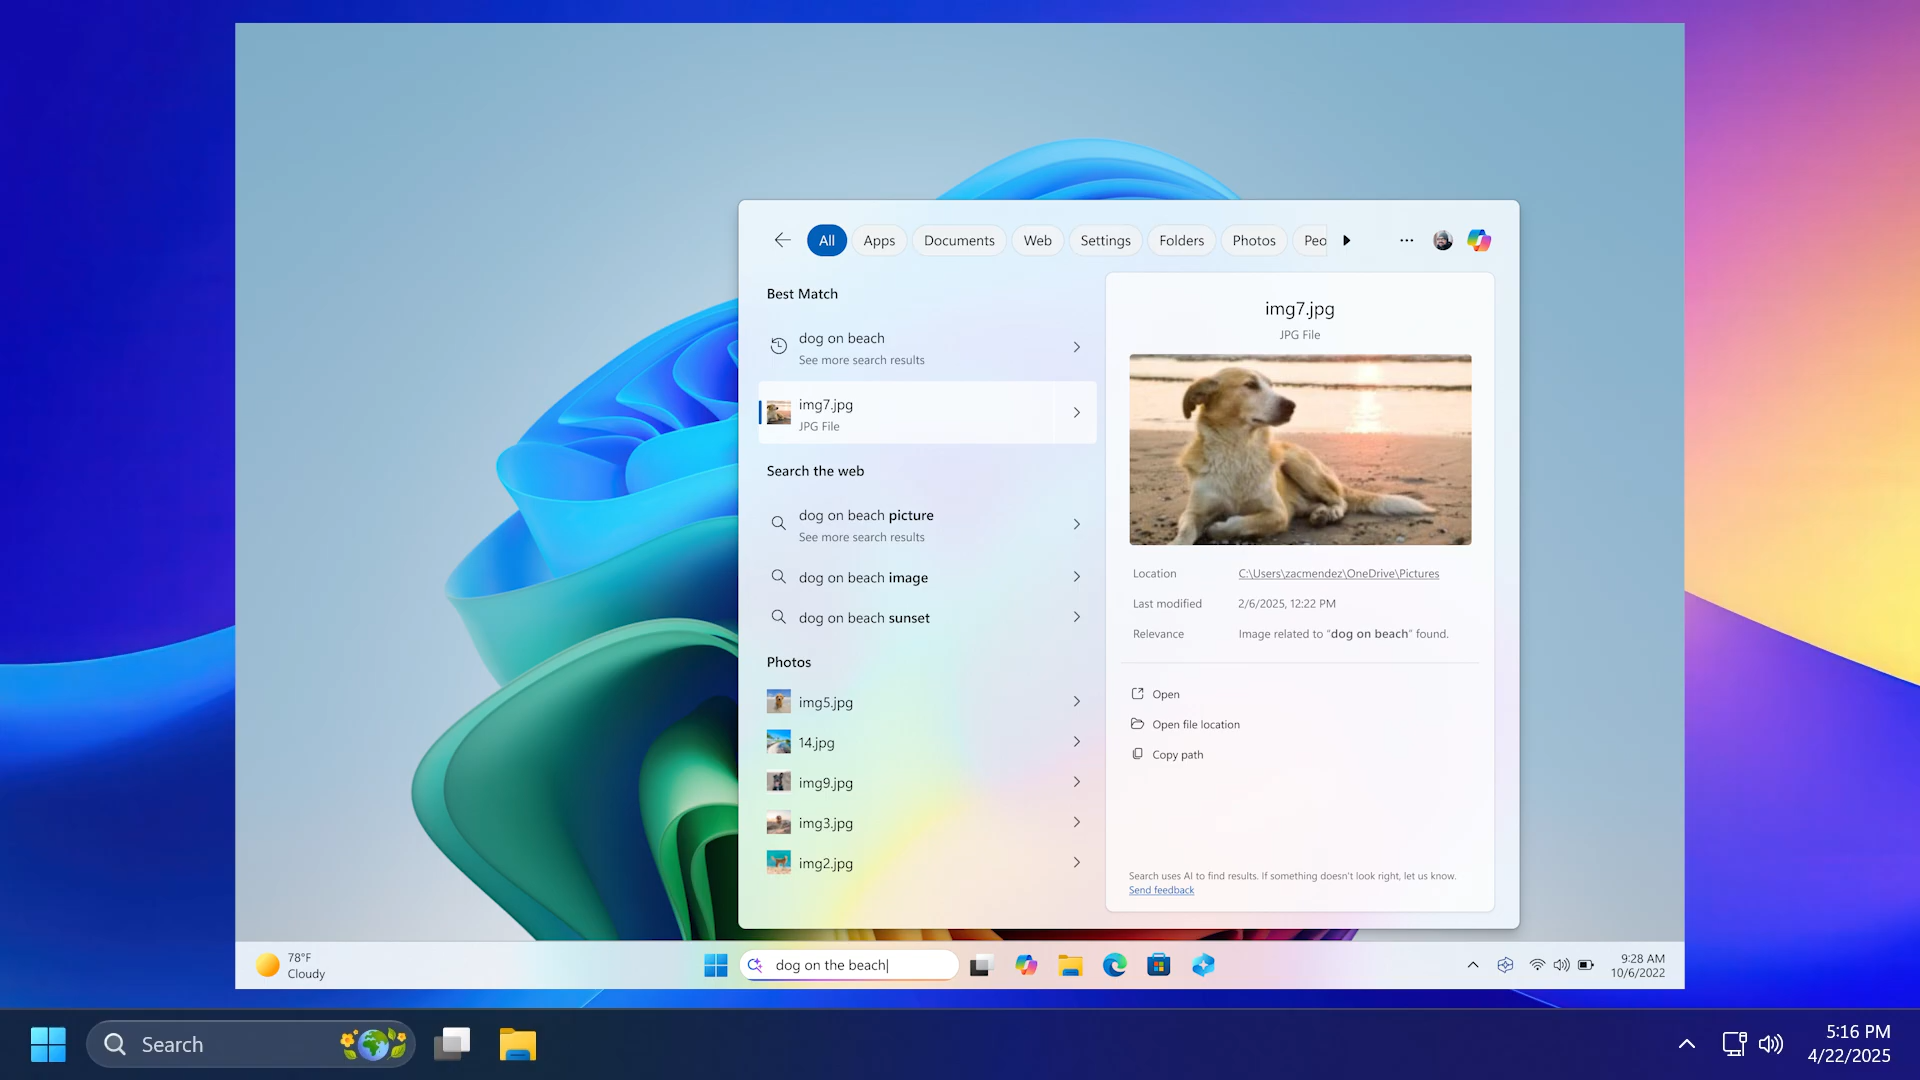 All
Apps
Documents
Web
Settings
Folders
Photos
Peo
Best Match
dog on beach
See more search results
img7.jpg
JPG File
Search the web
dog on beach picture
See more search results
dog on beach image
dog on beach sunset
Photos
img5.jpg
14.jpg
img9.jpg
img3.jpg
img2.jpg
img7.jpg
JPG File
Location C:\Users\zacmendez\OneDrive\Pictures
Last modified 2/6/2025, 12:22 PM
Relevance Image related to "dog on beach" found.
Open
Open file location
Copy path
Search uses AI to find results. If something doesn't look right, let us know.
Send feedback
78°F
Cloudy
dog on the beach
9:28 AM
10/6/2022
Search
5:16 PM
4/22/2025